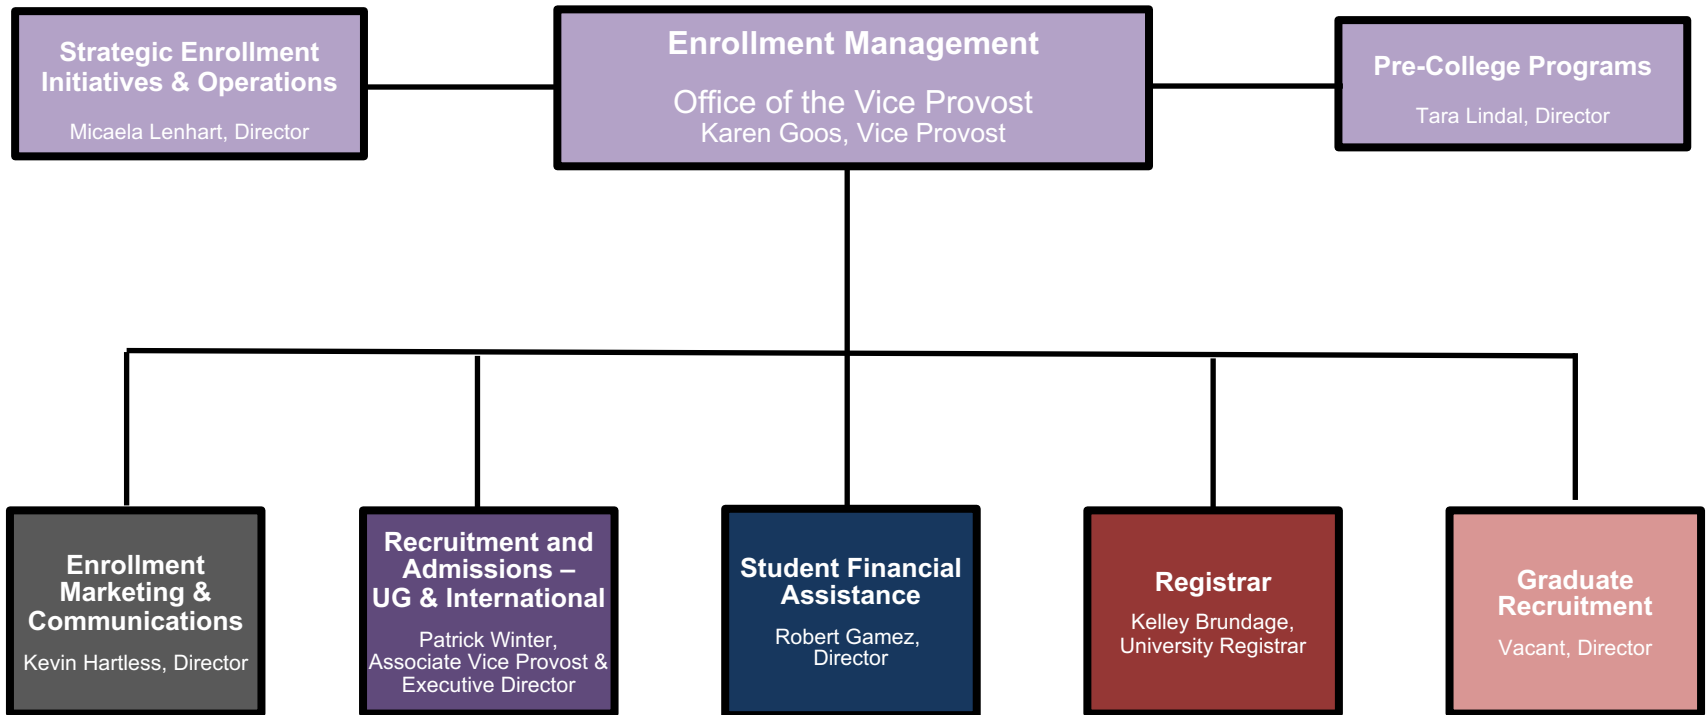 Strategic Enrollment
Initiatives & Operations
Micaela Lenhart, Director
Enrollment Management
Office of the Vice Provost
Karen Goos, Vice Provost
Pre-College Programs
Tara Lindal, Director
Enrollment
Marketing &
Communications
Kevin Hartless, Director
Recruitment and
Admissions –
UG & International
Patrick Winter,
Associate Vice Provost &
Executive Director
Student Financial
Assistance
Robert Gamez,
Director
Registrar
Kelley Brundage,
University Registrar
Graduate
Recruitment
Vacant, Director